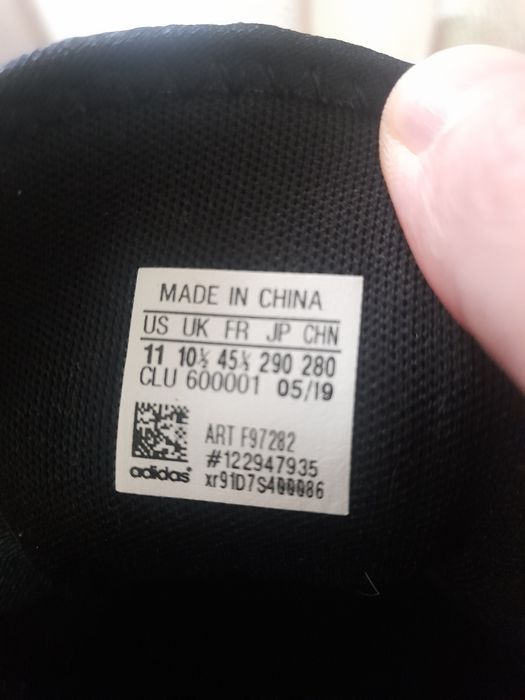 MADE IN CHINA
US UK FR JP CHN
11 10½ 45⅓ 290 280
CLU 600001 05/19
ART F97282
#122947935
adidas®